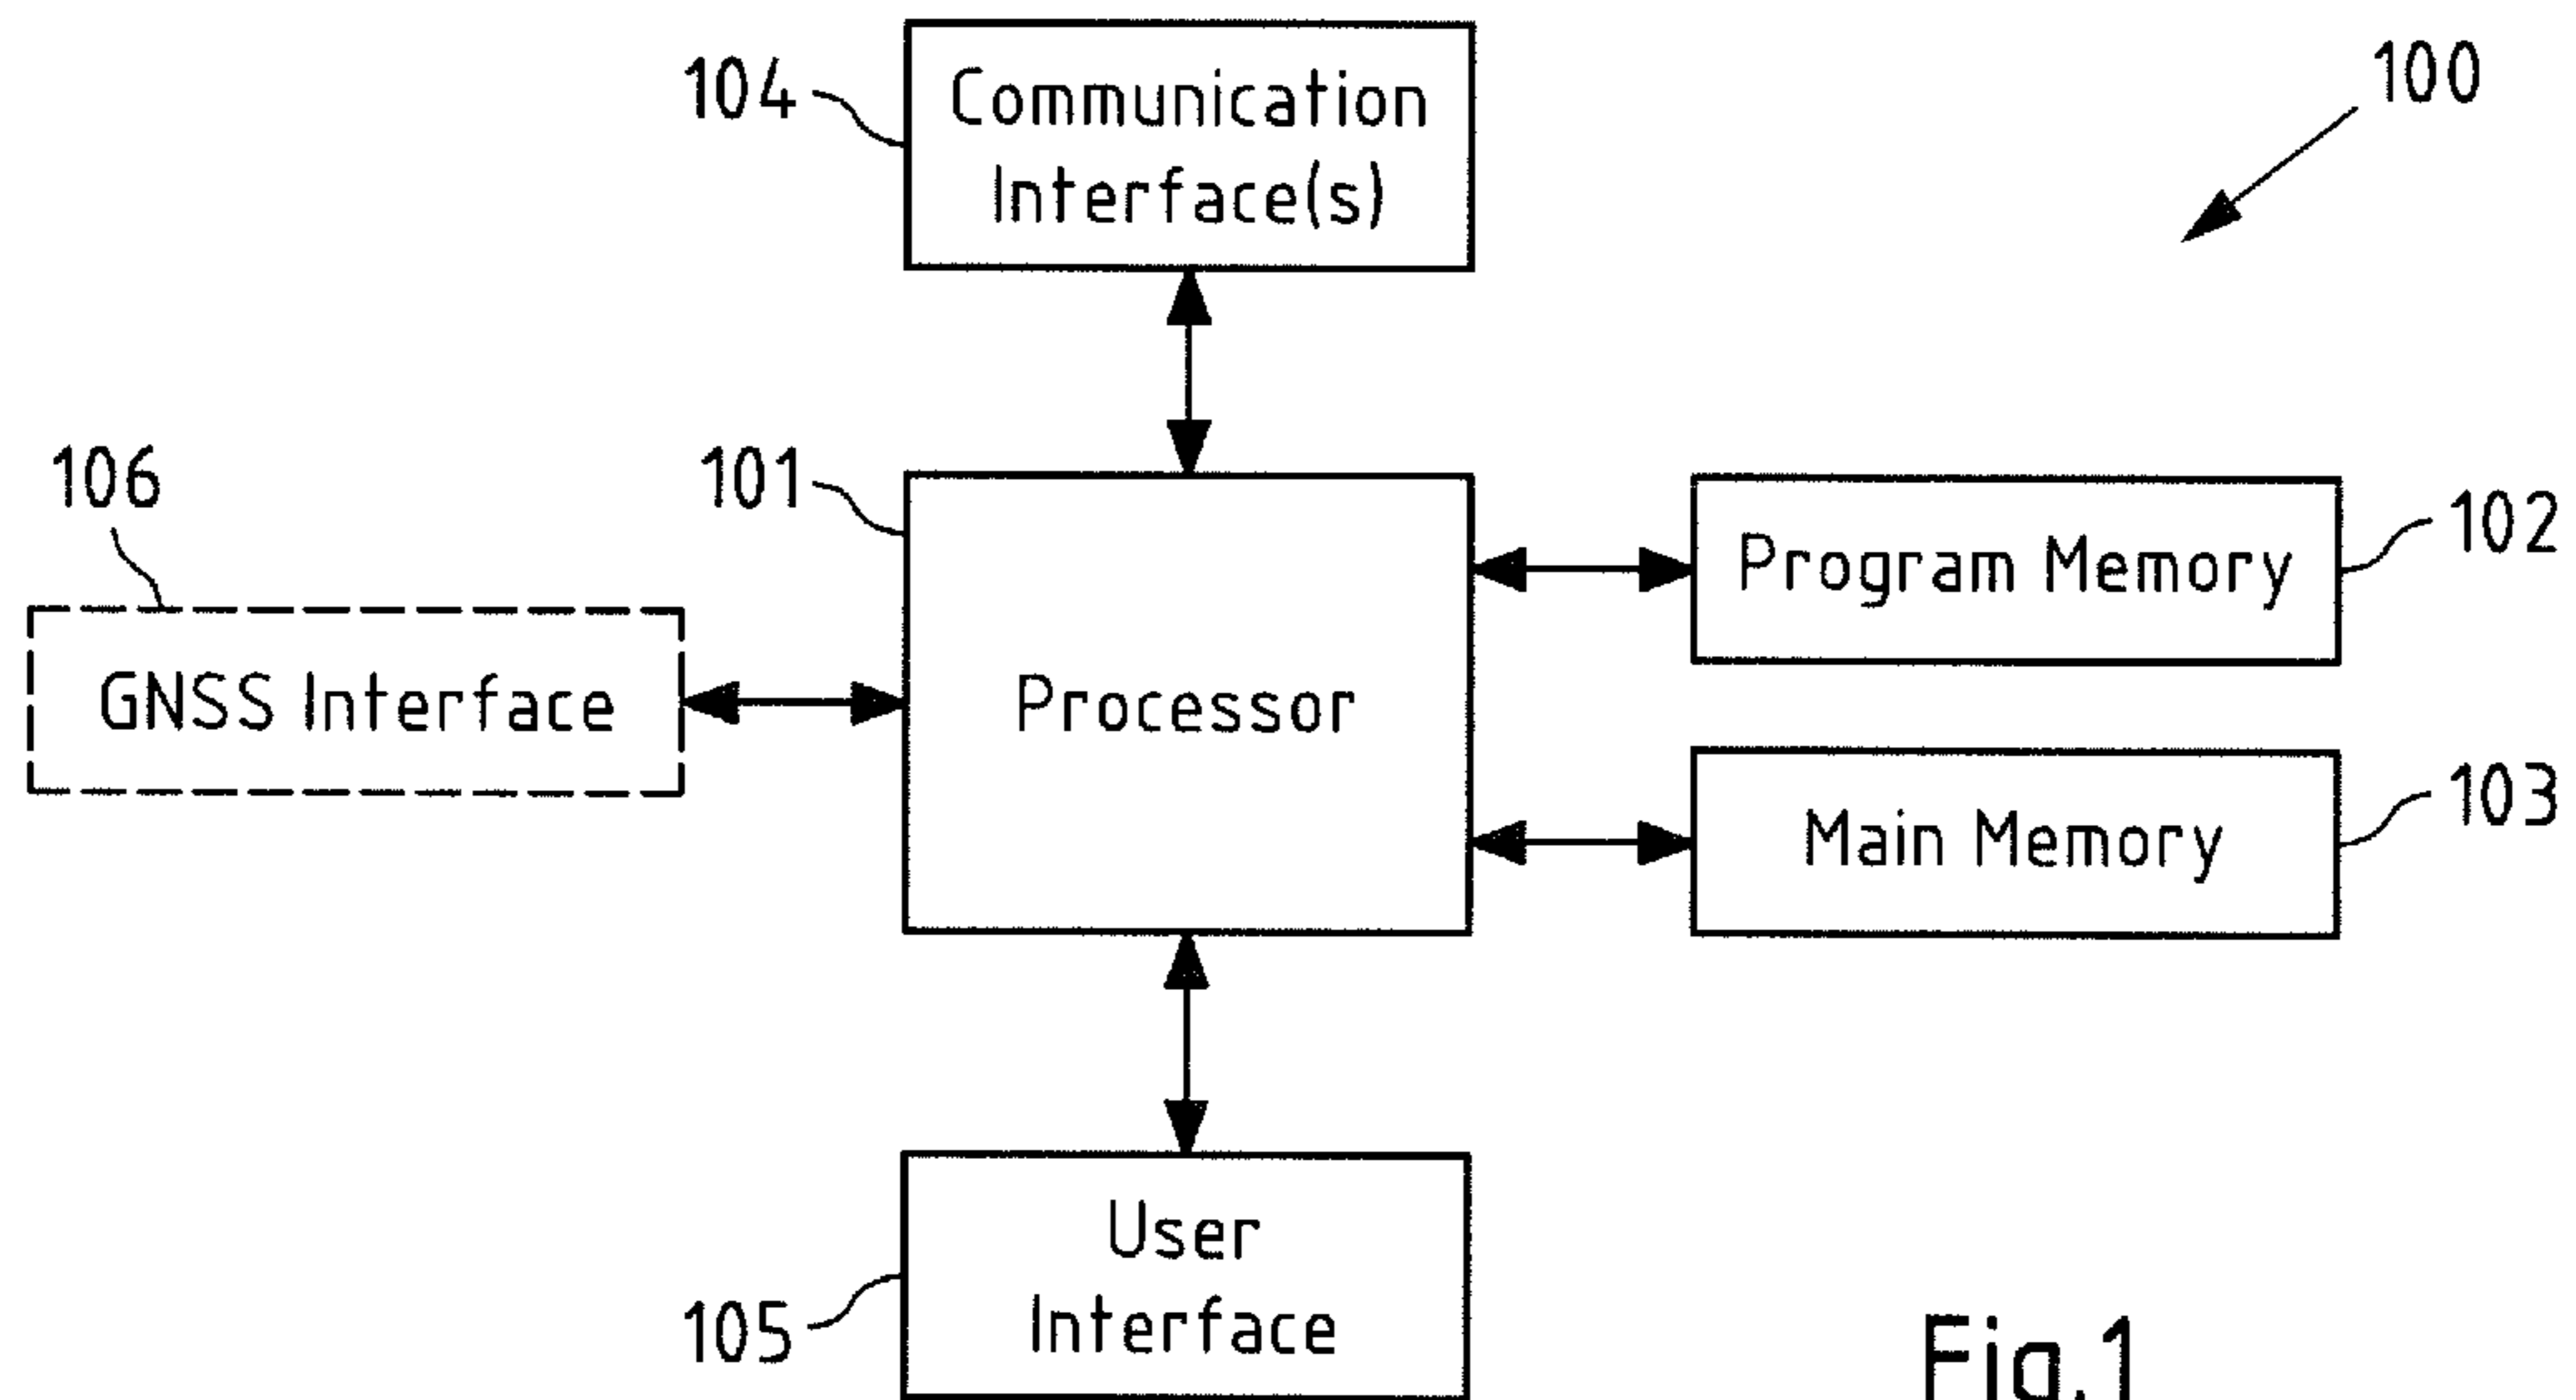 104
Communication
Interface(s)
100
106
101
Processor
Program Memory
102
GNSS Interface
Main Memory
103
User
Interface
105
Fig.1